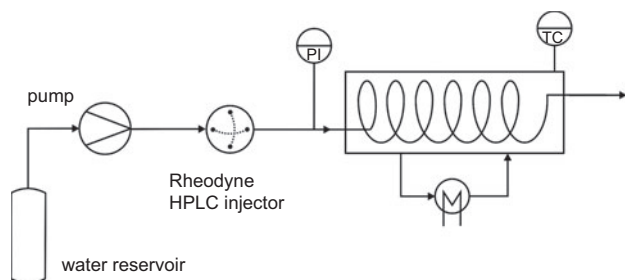 TC
PI
pump
Rheodyne
HPLC injector
water reservoir